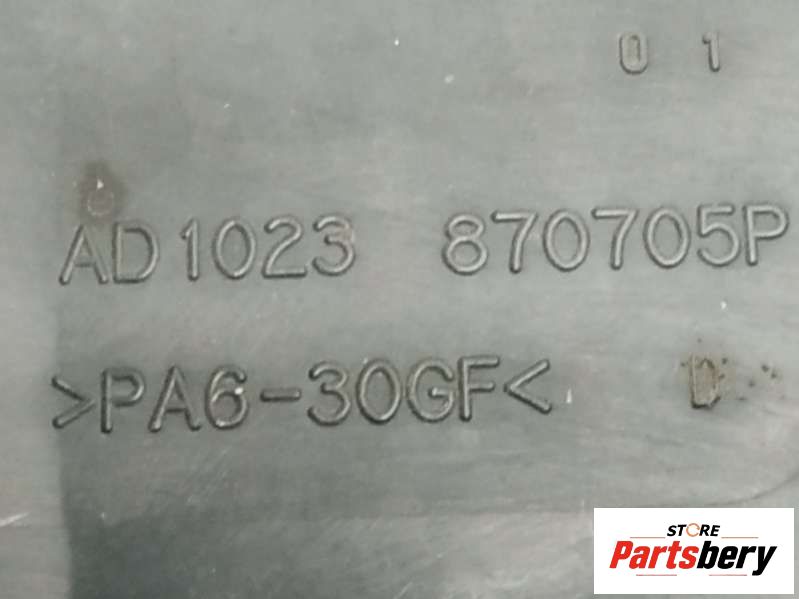 0 1
AD1023 870705P
>PA6-30GF< D
STORE
Partsbery